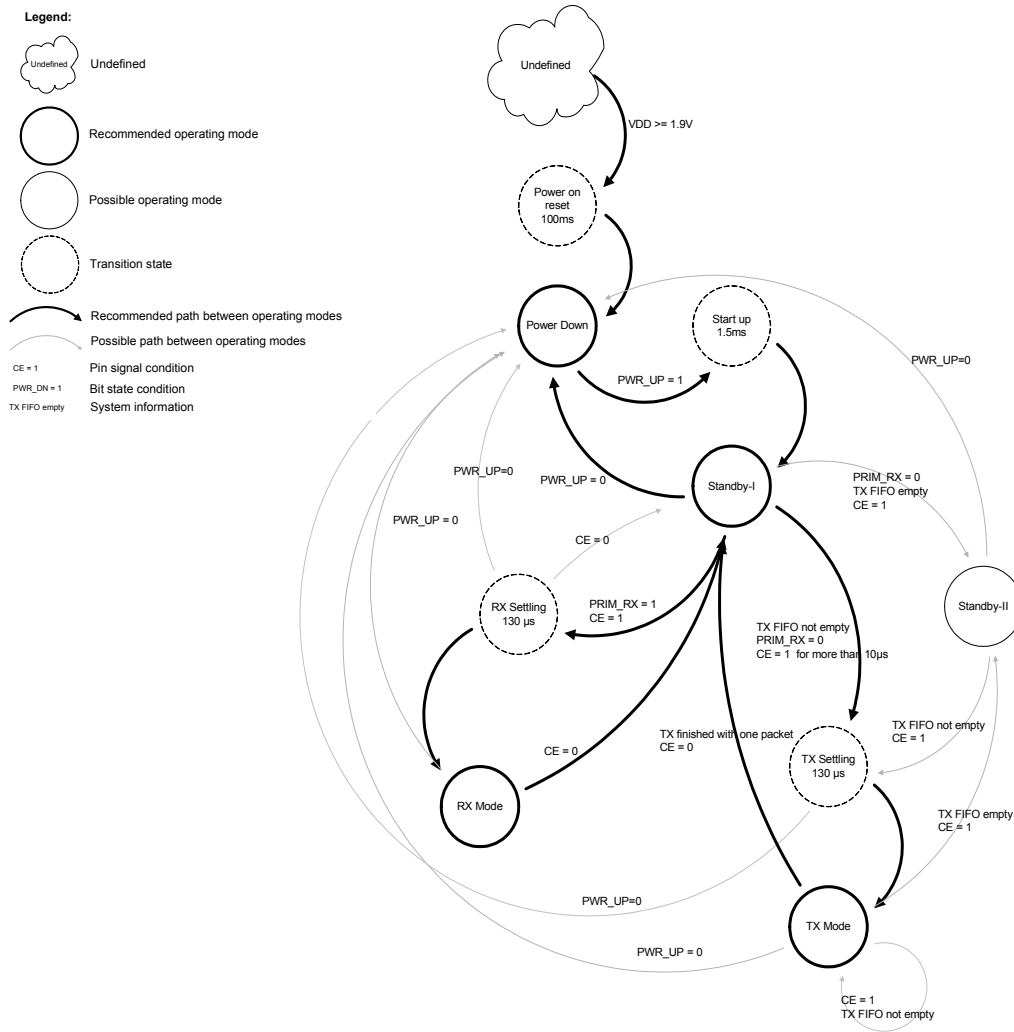 Legend:
Undefined
Undefined
Recommended operating mode
Possible operating mode
Transition state
Recommended path between operating modes
Possible path between operating modes
CE = 1
Pin signal condition
PWR_DN = 1
Bit state condition
TX FIFO empty
System information
Undefined
VDD >= 1.9V
Power on
reset
100ms
Power Down
Start up
1.5ms
PWR_UP=0
PWR_UP = 1
PWR_UP=0
PWR_UP = 0
Standby-I
PRIM_RX = 0
TX FIFO empty
CE = 1
PWR_UP = 0
CE = 0
RX Settling
130 µs
PRIM_RX = 1
CE = 1
Standby-II
TX FIFO not empty
PRIM_RX = 0
CE = 1 for more than 10µs
TX FIFO not empty
CE = 1
TX finished with one packet
CE = 0
CE = 0
TX Settling
130 µs
RX Mode
TX FIFO empty
CE = 1
PWR_UP=0
TX Mode
PWR_UP = 0
CE = 1
TX FIFO not empty